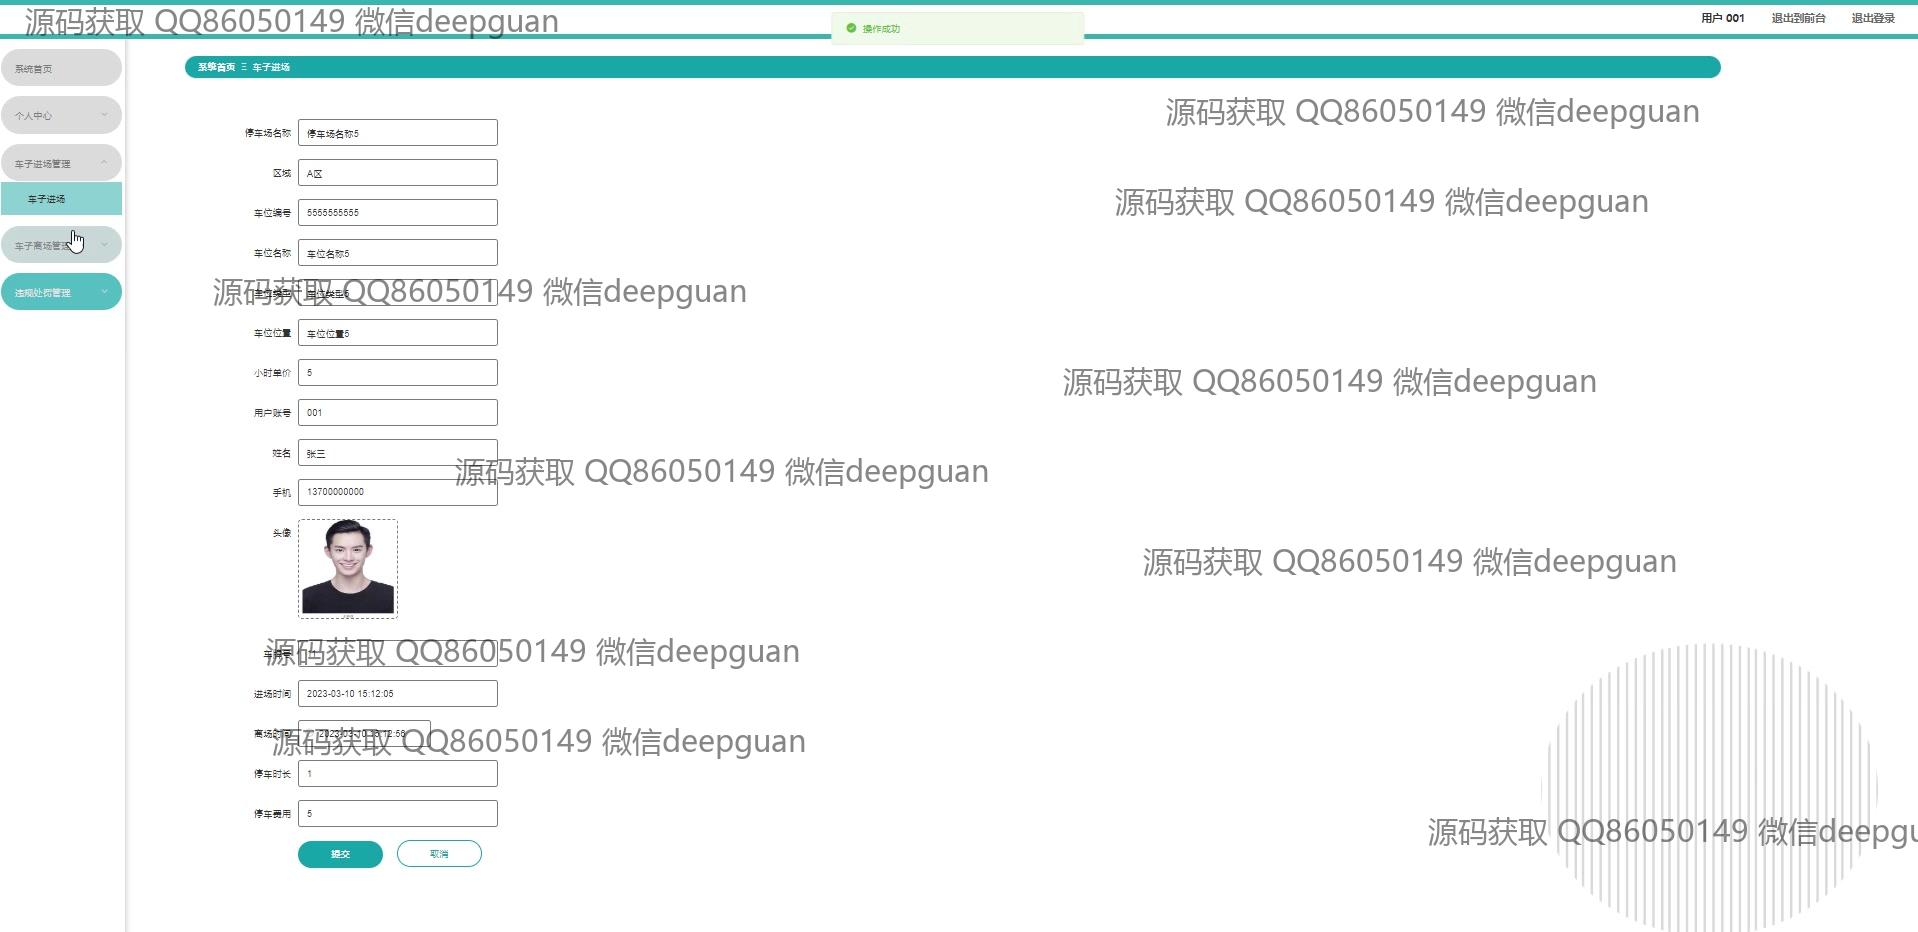 源码获取 QQ86050149 微信deepguan
操作成功
用户 001
退出到前台
退出登录
系统首页
个人中心
车子进场管理
车子进场
车子离场管理
违规处罚管理
系统首页
车子进场
源码获取 QQ86050149 微信deepguan
停车场名称 停车场名称5
区域 A区
源码获取 QQ86050149 微信deepguan
车位编号 5555555555
车位名称 车位名称5
源码获取 QQ86050149 微信deepguan
车位类型 车位类型5
车位位置 车位位置5
小时单价 5
源码获取 QQ86050149 微信deepguan
用户账号 001
姓名 张三
源码获取 QQ86050149 微信deepguan
手机 13700000000
头像
源码获取 QQ86050149 微信deepguan
源码获取 QQ86050149 微信deepguan
进场时间 2023-03-10 15:12:05
离场时间
源码获取 QQ86050149 微信deepguan
停车时长 1
停车费用 5
源码获取 QQ86050149 微信deepgu
提交
取消